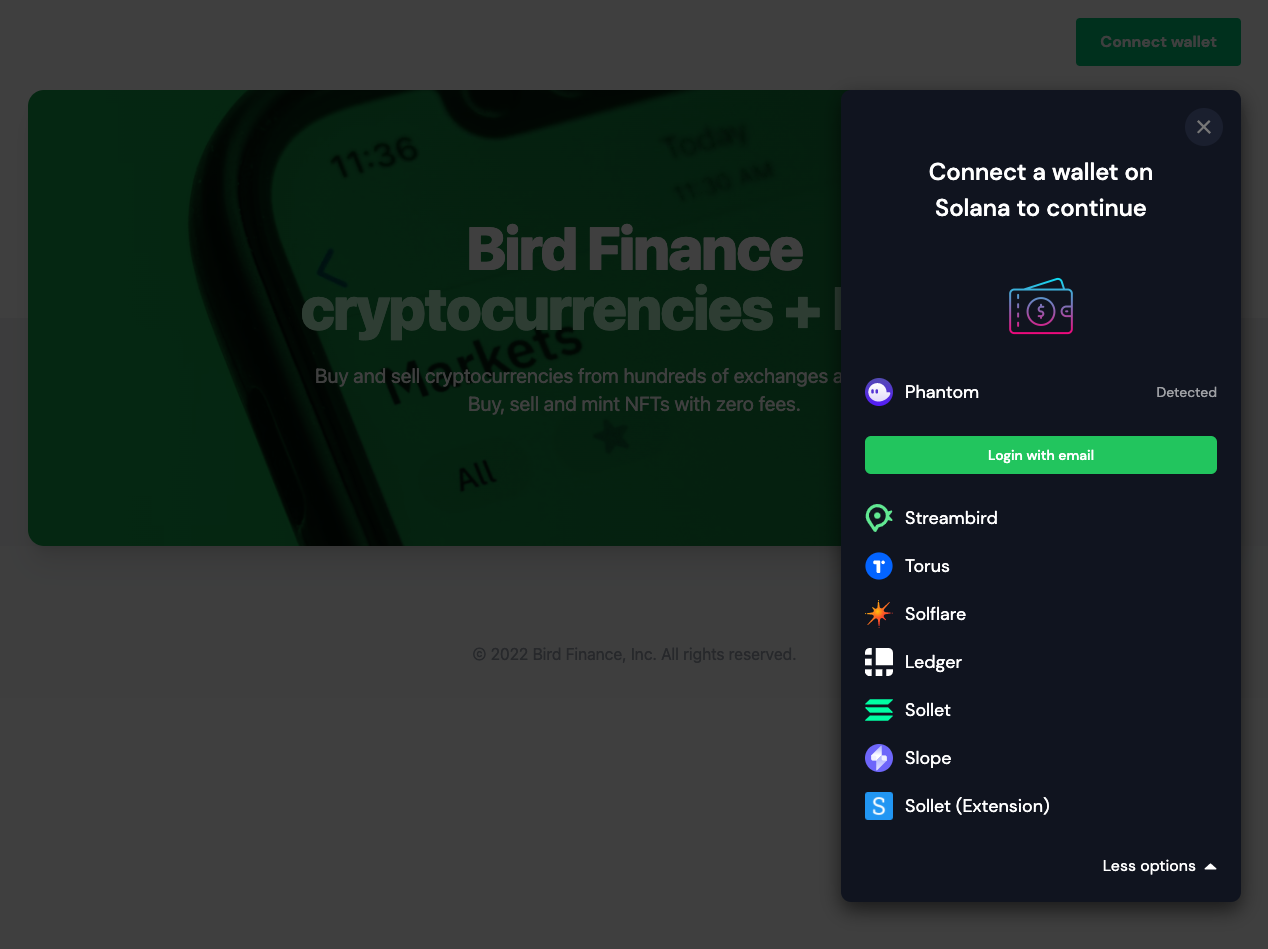 Connect wallet
11:36
Today
11:30 AM
Bird Finance
cryptocurrencies +
Markets
Buy and sell cryptocurrencies from hundreds of exchanges
Buy, sell and mint NFTs with zero fees.
All
© 2022 Bird Finance, Inc. All rights reserved.
Connect a wallet on
Solana to continue
$
Phantom
Detected
Login with email
Streambird
Torus
Solflare
Ledger
Sollet
Slope
S
Sollet (Extension)
Less options